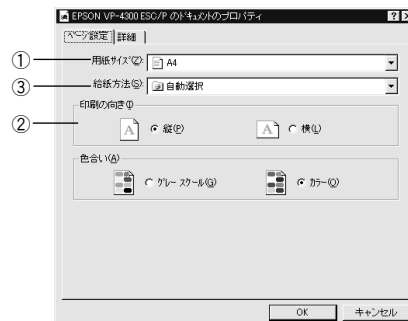 EPSON VP-4300 ESC/P のﾄﾞｷｭﾒﾝﾄのプロパティ
ページ設定 詳細
① 用紙ｻｲｽﾞ(Z): A4
③ 給紙方法(S): 自動選択
印刷の向き(I)
② A 縦(P) A 横(L)
色合い(A)
ｸﾞﾚｰ ｽｹｰﾙ(G) ｶﾗｰ(O)
OK キャンセル